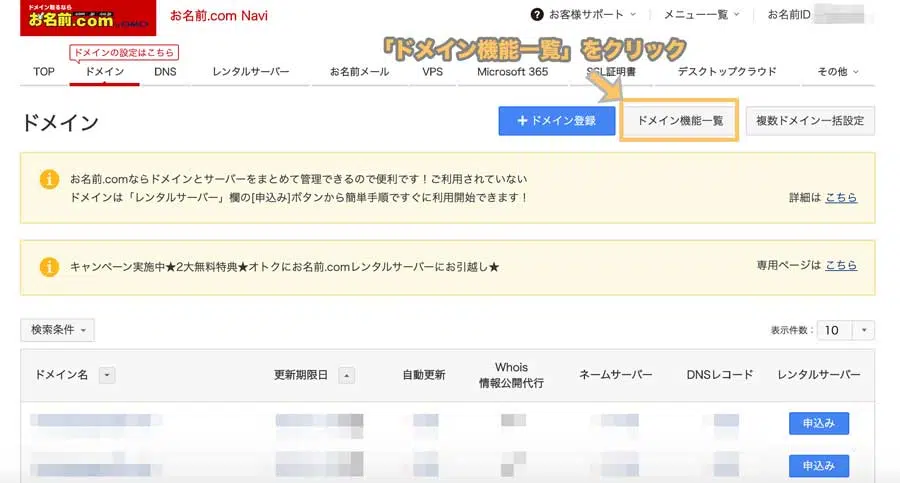 ドメイン取るなら
お名前.com
お名前.com Navi
お客様サポート
メニュー一覧
お名前ID
「ドメイン機能一覧」をクリック
ドメインの設定はこちら
TOP
ドメイン
DNS
レンタルサーバー
お名前メール
VPS
Microsoft 365
SSL証明書
デスクトップクラウド
その他
ドメイン
+ ドメイン登録
ドメイン機能一覧
複数ドメイン一括設定
お名前.comならドメインとサーバーをまとめて管理できるので便利です！ご利用されていない
ドメインは「レンタルサーバー」欄の[申込み]ボタンから簡単手順ですぐに利用開始できます！
詳細は こちら
キャンペーン実施中★2大無料特典★オトクにお名前.comレンタルサーバーにお引越し★
専用ページは こちら
検索条件
表示件数： 10
ドメイン名
更新期限日
自動更新
Whois
情報公開代行
ネームサーバー
DNSレコード
レンタルサーバー
申込み
申込み